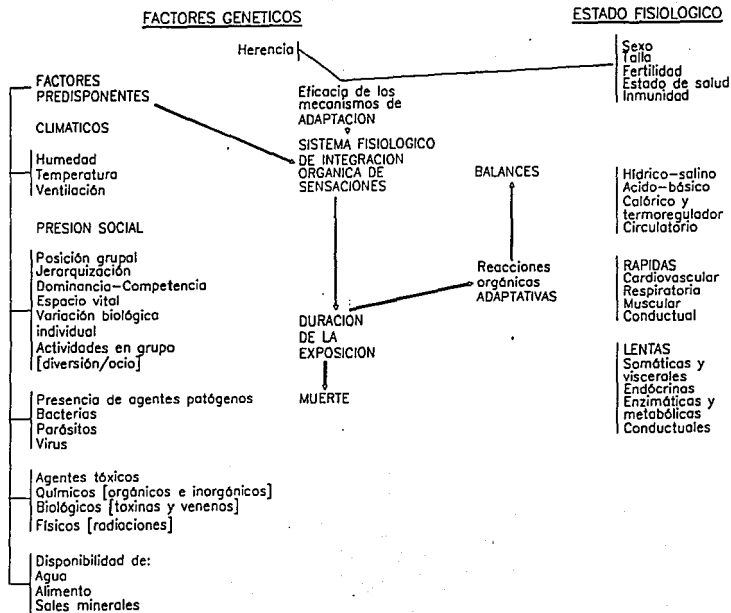 FACTORES GENETICOS
ESTADO FISIOLOGICO
Herencia
Sexo
Talla
Fertilidad
Estado de salud
Inmunidad
FACTORES
PREDISPONENTES
Eficacia de los
mecanismos de
ADAPTACION
CLIMATICOS
SISTEMA FISIOLOGICO
DE INTEGRACION
ORGANICA DE
SENSACIONES
Humedad
Temperatura
Ventilación
BALANCES
Hídrico-salino
Acido-básico
Calórico y
termoregulador
Circulatório
PRESION SOCIAL
Posición grupal
Jerarquización
Dominancia-Competencia
Espacio vital
Variación biológica
individual
Actividades en grupo
[diversión/ocio]
Reacciones
orgánicas
ADAPTATIVAS
RAPIDAS
Cardiovascular
Respiratoria
Muscular
Conductual
DURACION
DE LA
EXPOSICION
LENTAS
Somáticas y
viscerales
Endócrinas
Enzimáticas y
metabólicas
Conductuales
MUERTE
Presencia de agentes patógenos
Bacterias
Parásitos
Virus
Agentes tóxicos
Químicos [orgánicos e inorgánicos]
Biológicos [toxinas y venenos]
Físicos [radiaciones]
Disponibilidad de:
Agua
Alimento
Sales minerales